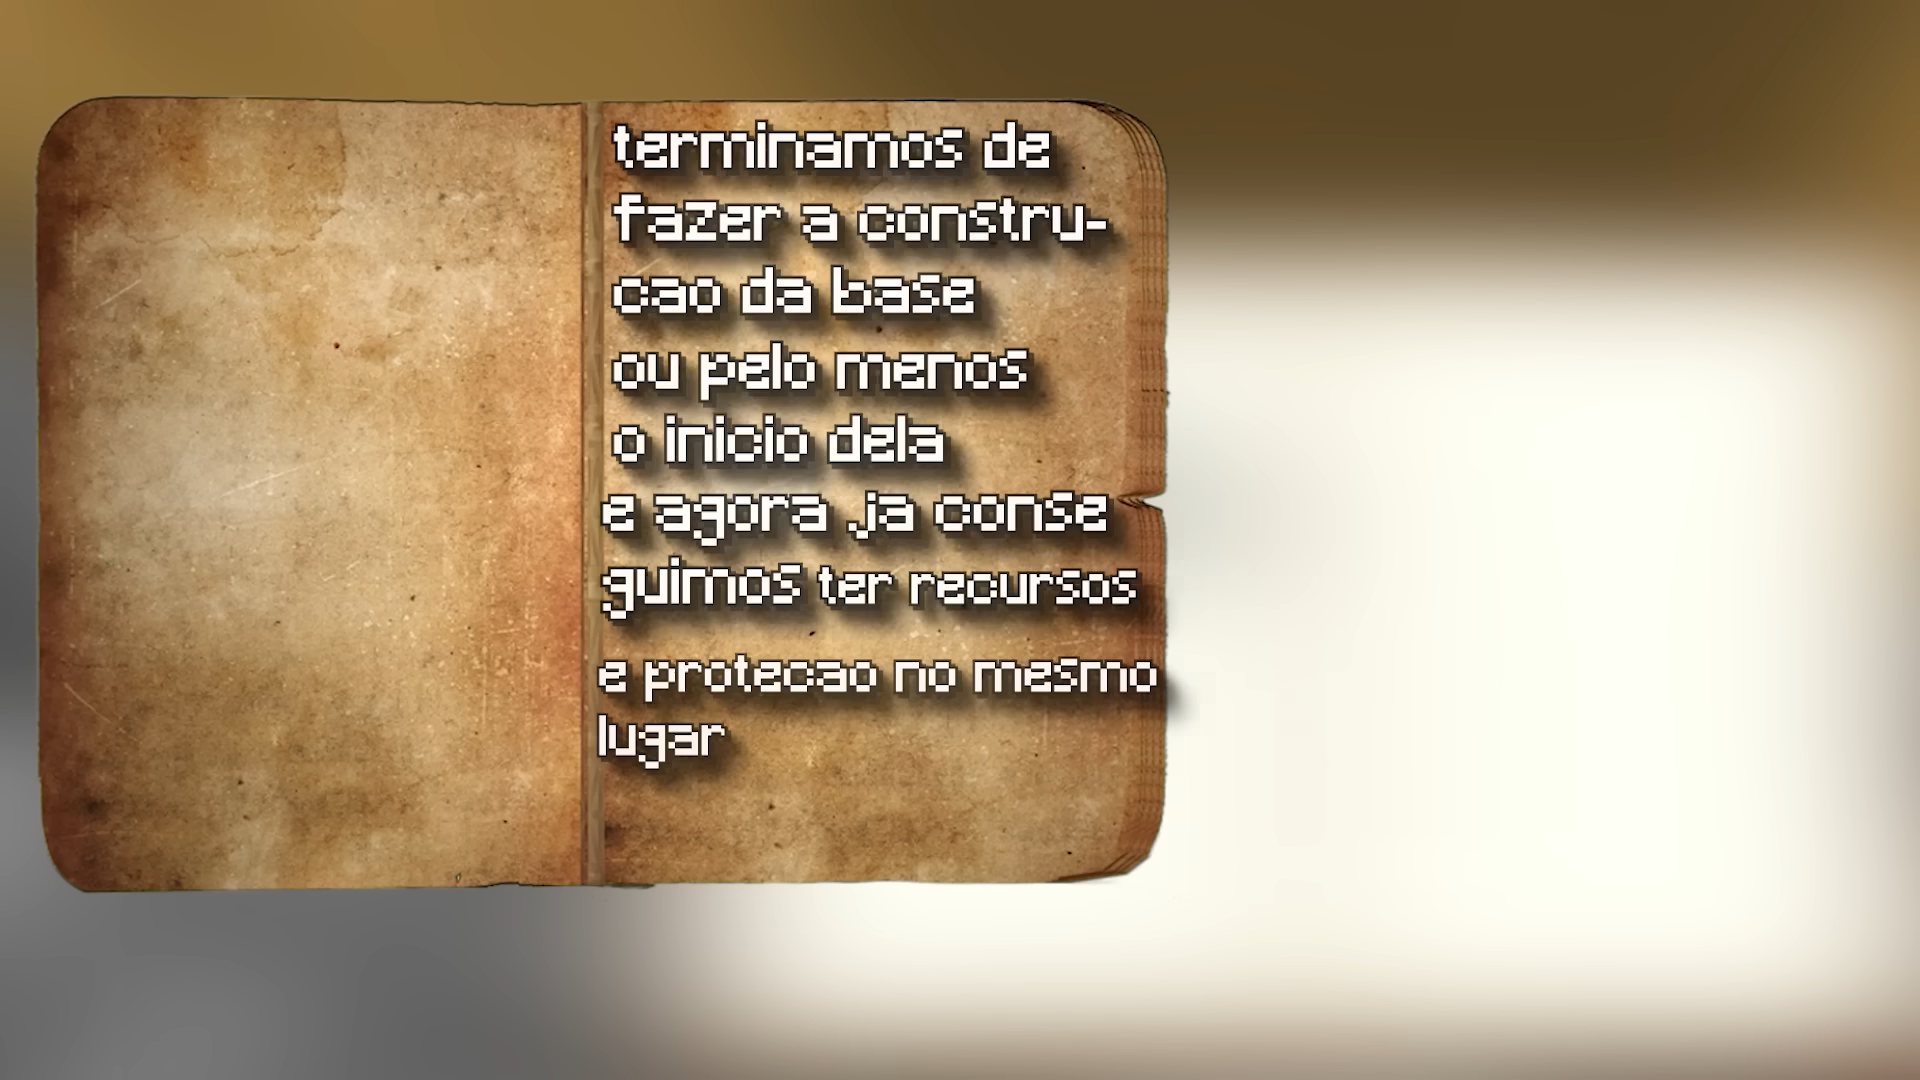 terminamos de
fazer a constru-
cao da base
ou pelo menos
o inicio dela
e agora ja conse
guimos ter recursos
e protecao no mesmo
lugar